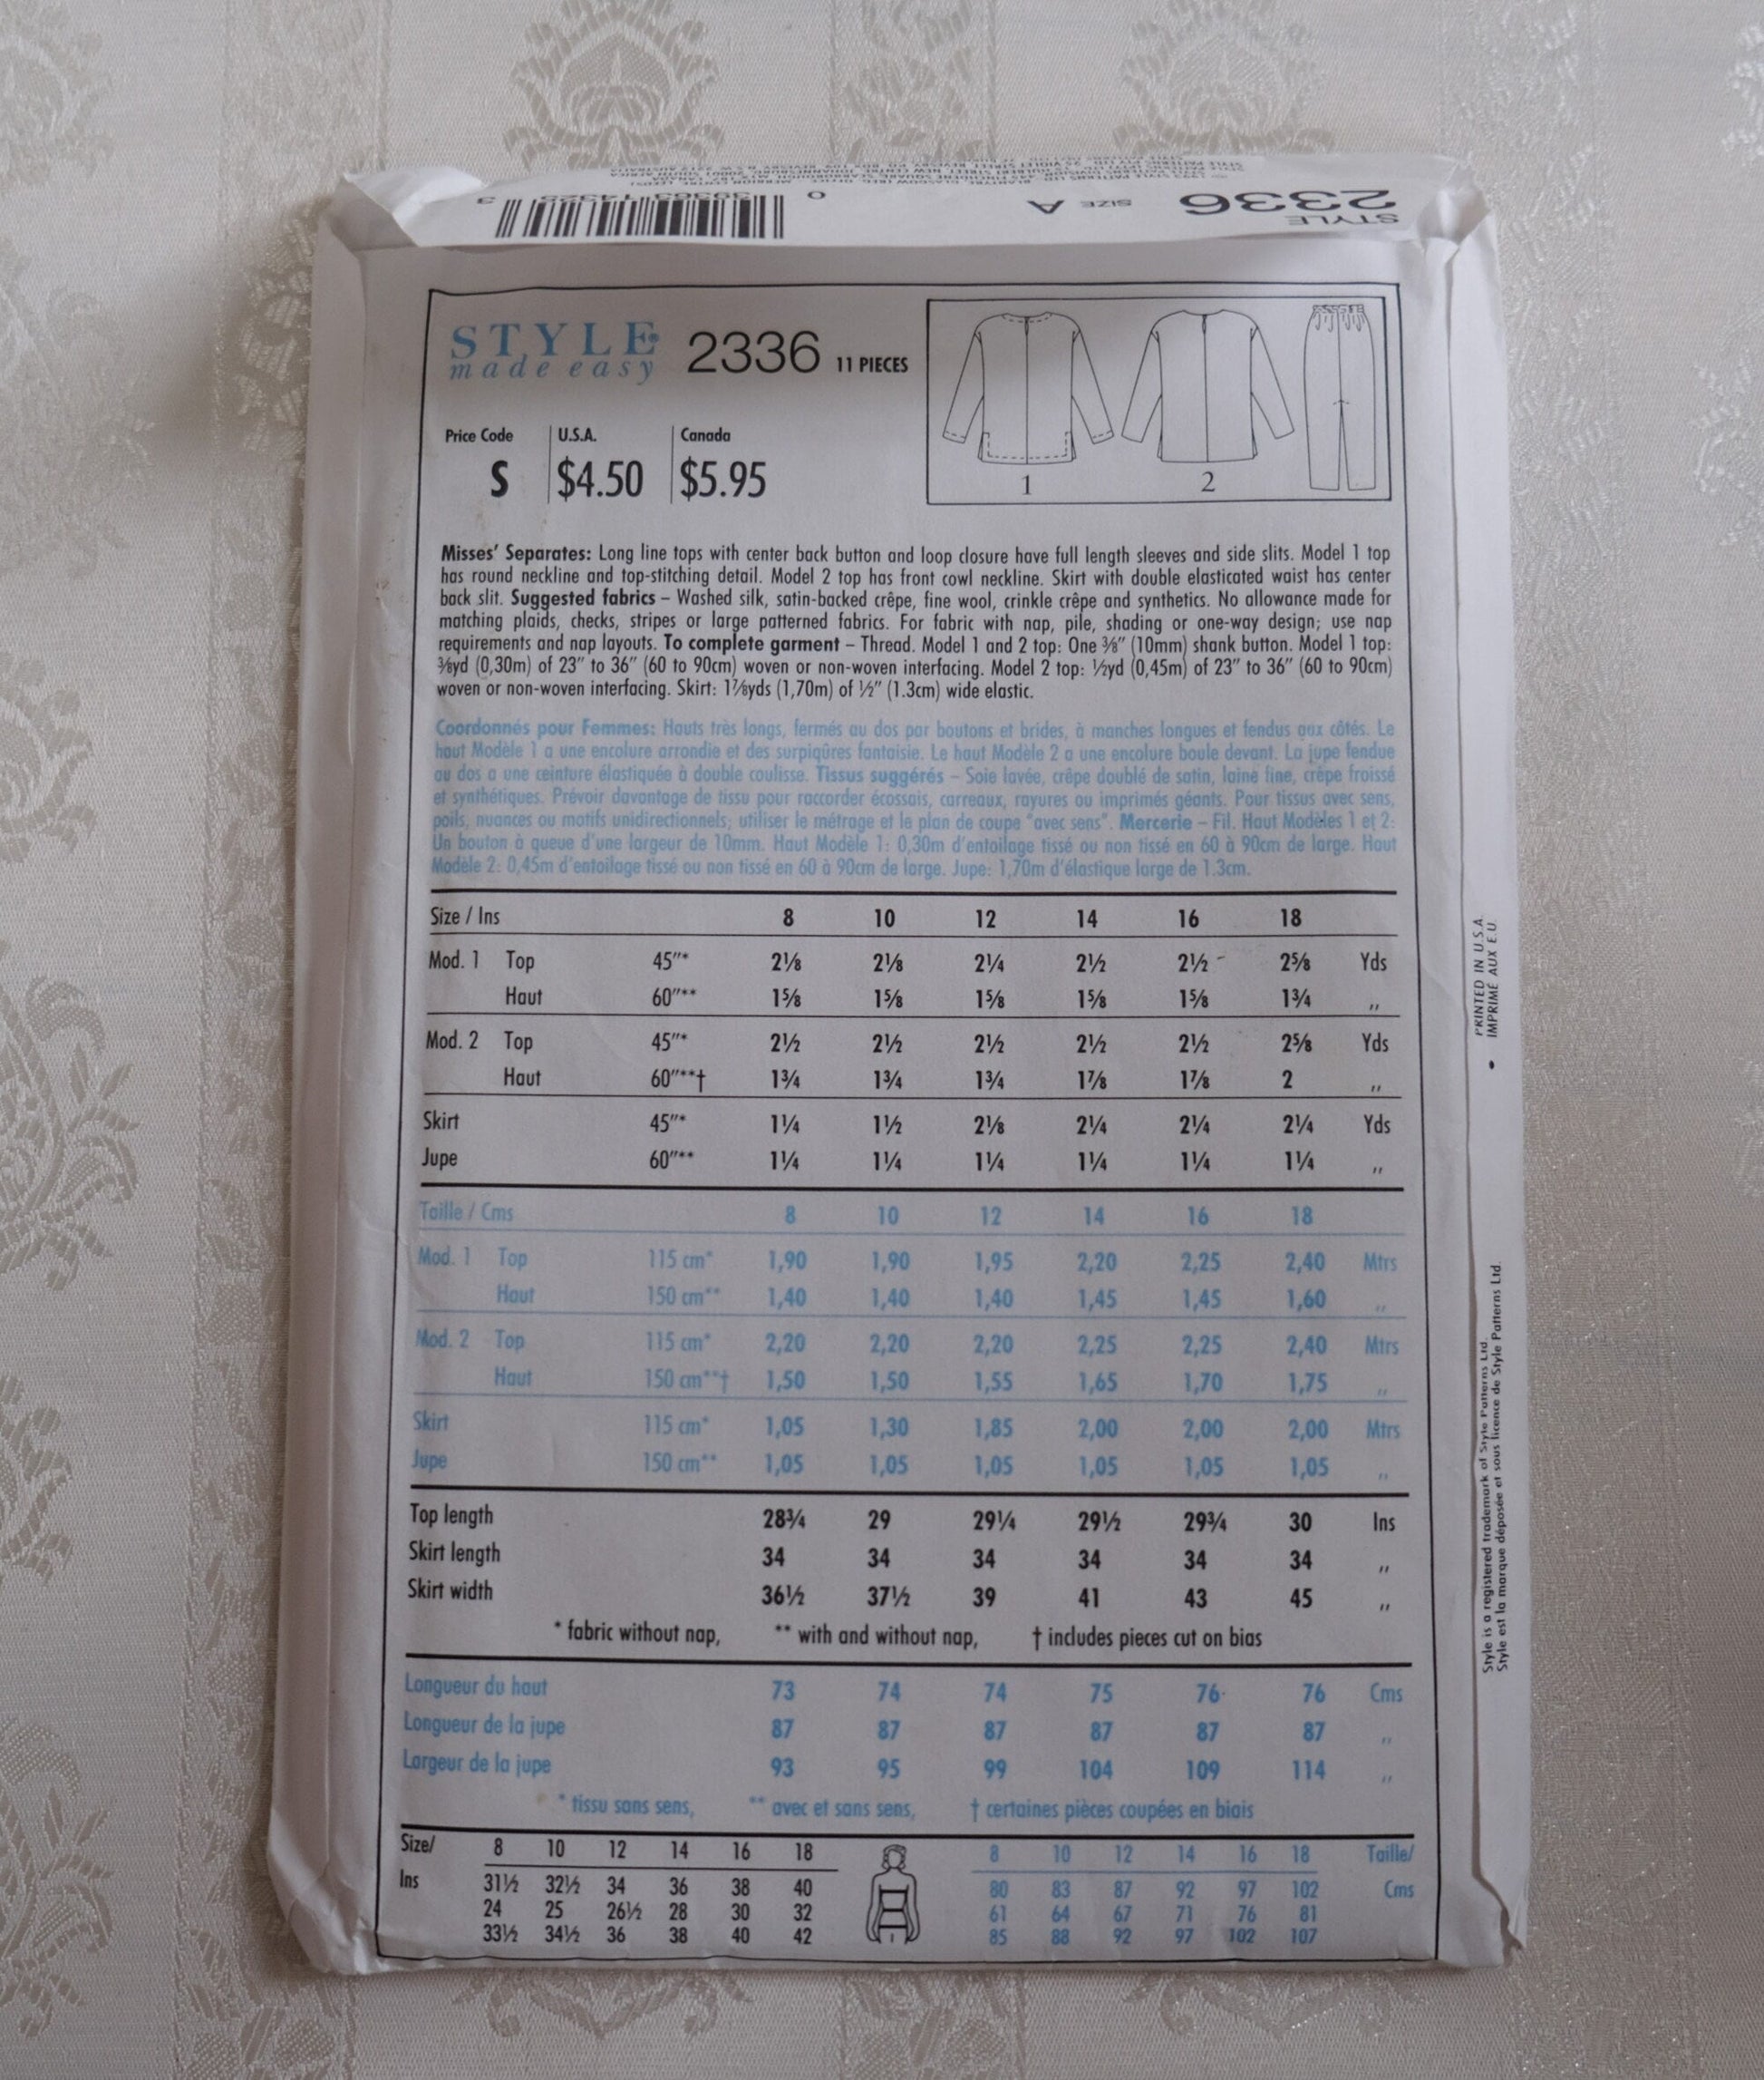 STYLE
2336
SIZE A
0 39363 14329 3
STYLE® 2336 11 PIECES
made easy
Price Code U.S.A. Canada
S $4.50 $5.95
1 2
Misses' Separates: Long line tops with center back button and loop closure have full length sleeves and side slits. Model 1 top
has round neckline and top-stitching detail. Model 2 top has front cowl neckline. Skirt with double elasticated waist has center
back slit. Suggested fabrics – Washed silk, satin-backed crêpe, fine wool, crinkle crêpe and synthetics. No allowance made for
matching plaids, checks, stripes or large patterned fabrics. For fabric with nap, pile, shading or one-way design; use nap
requirements and nap layouts. To complete garment – Thread. Model 1 and 2 top: One ⅜" (10mm) shank button. Model 1 top:
⅜yd (0,30m) of 23" to 36" (60 to 90cm) woven or non-woven interfacing. Model 2 top: ½yd (0,45m) of 23" to 36" (60 to 90cm)
woven or non-woven interfacing. Skirt: 1⅞yds (1,70m) of ½" (1.3cm) wide elastic.
Coordonnés pour Femmes: Hauts très longs, fermés au dos par boutons et brides, à manches longues et fendus aux côtés. Le
haut Modèle 1 a une encolure arrondie et des surpiqûres fantaisie. Le haut Modèle 2 a une encolure boule devant. La jupe fendue
au dos a une ceinture élastiquée à double coulisse. Tissus suggérés – Soie lavée, crêpe doublé de satin, laine fine, crêpe froissé
et synthétiques. Prévoir davantage de tissu pour raccorder écossais, carreaux, rayures ou imprimés géants. Pour tissus avec sens,
poils, nuances ou motifs unidirectionnels; utiliser le métrage et le plan de coupe "avec sens". Mercerie – Fil. Haut Modèles 1 et 2:
Un bouton à queue d'une largeur de 10mm. Haut Modèle 1: 0,30m d'entoilage tissé ou non tissé en 60 à 90cm de large. Haut
Modèle 2: 0,45m d'entoilage tissé ou non tissé en 60 à 90cm de large. Jupe: 1,70m d'élastique large de 1.3cm.
Size / Ins 8 10 12 14 16 18
Mod. 1 Top 45"* 2⅛ 2⅛ 2¼ 2½ 2½ 2⅝ Yds
Haut 60"** 1⅝ 1⅝ 1⅝ 1⅝ 1⅝ 1¾ ,,
Mod. 2 Top 45"* 2½ 2½ 2½ 2½ 2½ 2⅝ Yds
Haut 60"**† 1¾ 1¾ 1¾ 1⅞ 1⅞ 2 ,,
Skirt 45"* 1¼ 1½ 2⅛ 2¼ 2¼ 2¼ Yds
Jupe 60"** 1¼ 1¼ 1¼ 1¼ 1¼ 1¼ ,,
Taille / Cms 8 10 12 14 16 18
Mod. 1 Top 115 cm* 1,90 1,90 1,95 2,20 2,25 2,40 Mtrs
Haut 150 cm** 1,40 1,40 1,40 1,45 1,45 1,60 ,,
Mod. 2 Top 115 cm* 2,20 2,20 2,20 2,25 2,25 2,40 Mtrs
Haut 150 cm**† 1,50 1,50 1,55 1,65 1,70 1,75 ,,
Skirt 115 cm* 1,05 1,30 1,85 2,00 2,00 2,00 Mtrs
Jupe 150 cm** 1,05 1,05 1,05 1,05 1,05 1,05 ,,
Top length 28¾ 29 29¼ 29½ 29¾ 30 Ins
Skirt length 34 34 34 34 34 34 ,,
Skirt width 36½ 37½ 39 41 43 45 ,,
* fabric without nap, ** with and without nap, † includes pieces cut on bias
Longueur du haut 73 74 74 75 76 76 Cms
Longueur de la jupe 87 87 87 87 87 87 ,,
Largeur de la jupe 93 95 99 104 109 114 ,,
* tissu sans sens, ** avec et sans sens, † certaines pièces coupées en biais
Size/ 8 10 12 14 16 18 8 10 12 14 16 18 Taille/
Ins 31½ 32½ 34 36 38 40 80 83 87 92 97 102 Cms
24 25 26½ 28 30 32 61 64 67 71 76 81
33½ 34½ 36 38 40 42 85 88 92 97 102 107
PRINTED IN U.S.A.
• IMPRIMÉ AUX E.U.
Style is a registered trademark of Style Patterns Ltd.
Style est la marque déposée et sous licence de Style Patterns Ltd.